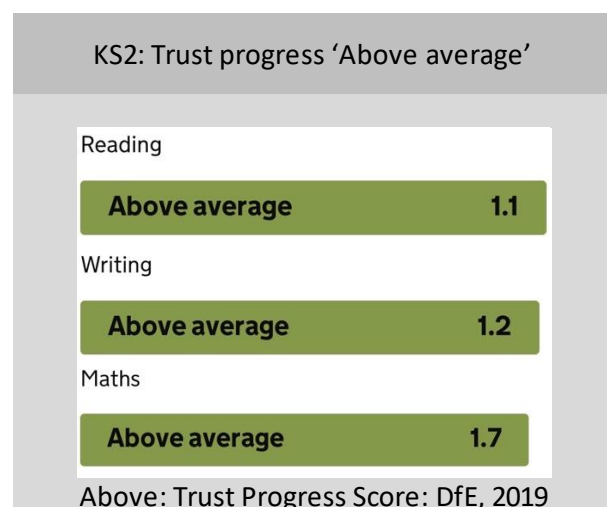 KS2: Trust progress ‘Above average’
Reading
Above average 1.1
Writing
Above average 1.2
Maths
Above average 1.7
Above: Trust Progress Score: DfE, 2019